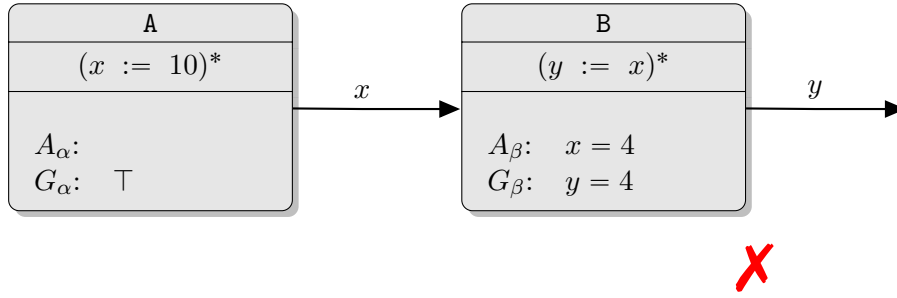 A
(x := 10)*
A_α:
G_α: ⊤
x
B
(y := x)*
A_β: x = 4
G_β: y = 4
y
✗